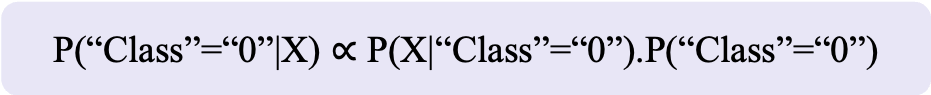 P(“Class”=“0”|X) ∝ P(X|“Class”=“0”).P(“Class”=“0”)